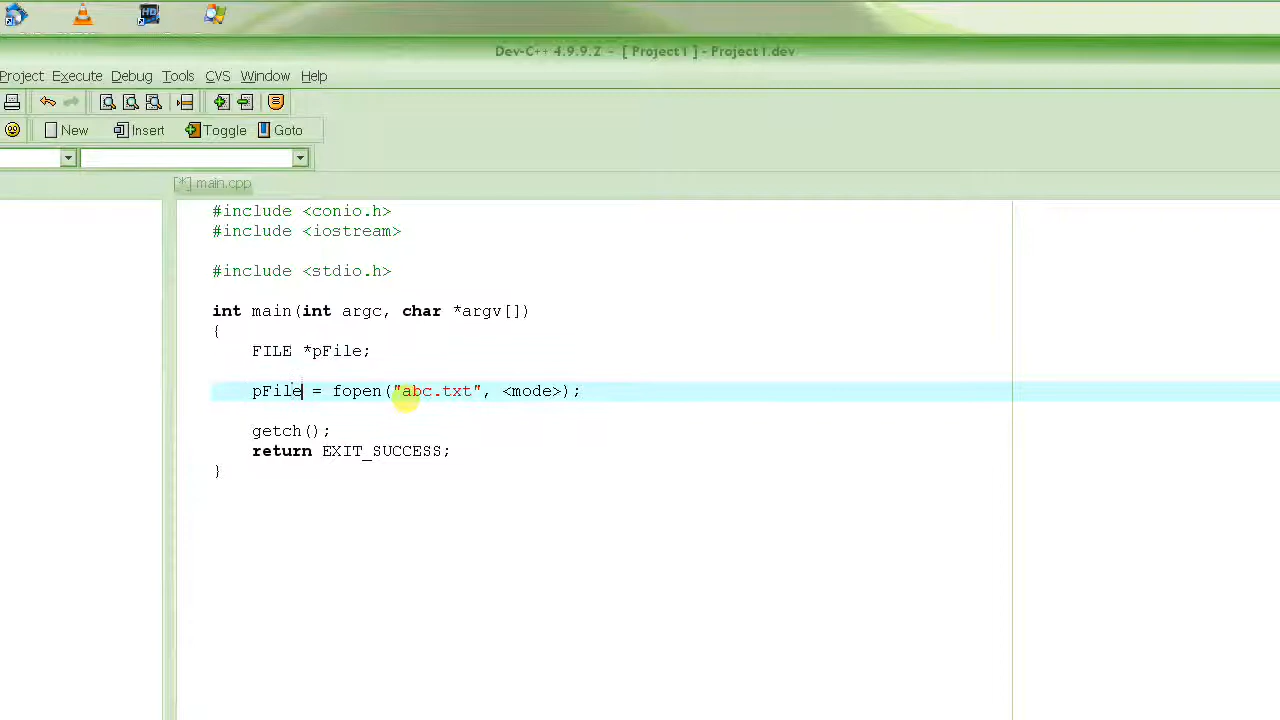 HD
Dev-C++ 4.9.9.2 - [ Project1 ] - Project1.dev
Project Execute Debug Tools CVS Window Help
New Insert Toggle Goto
[*] main.cpp
#include <conio.h>
#include <iostream>
#include <stdio.h>
int main(int argc, char *argv[])
{
FILE *pFile;
pFile = fopen("abc.txt", <mode>);
getch();
return EXIT_SUCCESS;
}